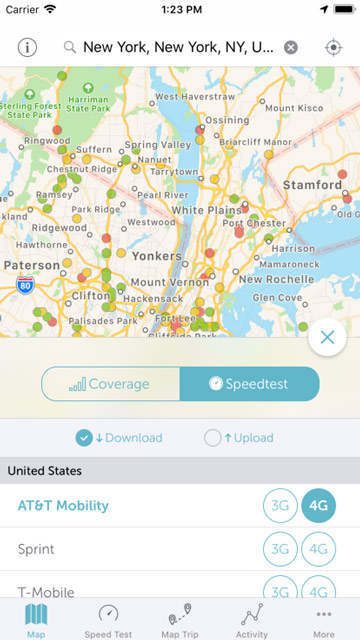 Carrier 1:23 PM
New York, New York, NY, U...
West Haverstraw
Sterling Forest
State Park
Harriman
State Park
Mount Kisco
Ossining
Ringwood
Suffern
Spring Valley
Briarcliff Manor
Nanuet
Chestnut Ridge
Tarrytown
Stamford
Ramsey
Pearl River
Park Ridge
White Plains
Old G
kland
Westwood
Port Chester
Ridgewood
Hawthorne
Harrison
Yonkers
Mamaroneck
Paterson
Mount Vernon
New Rochelle
80
Clifton
Hackensack
Glen Cove
Palisades Park
Fort Lee
Cliffside Park
Coverage
Speedtest
Download
Upload
United States
AT&T Mobility 3G 4G
Sprint 3G 4G
T-Mobile 3G 4G
Map Speed Test Map Trip Activity More